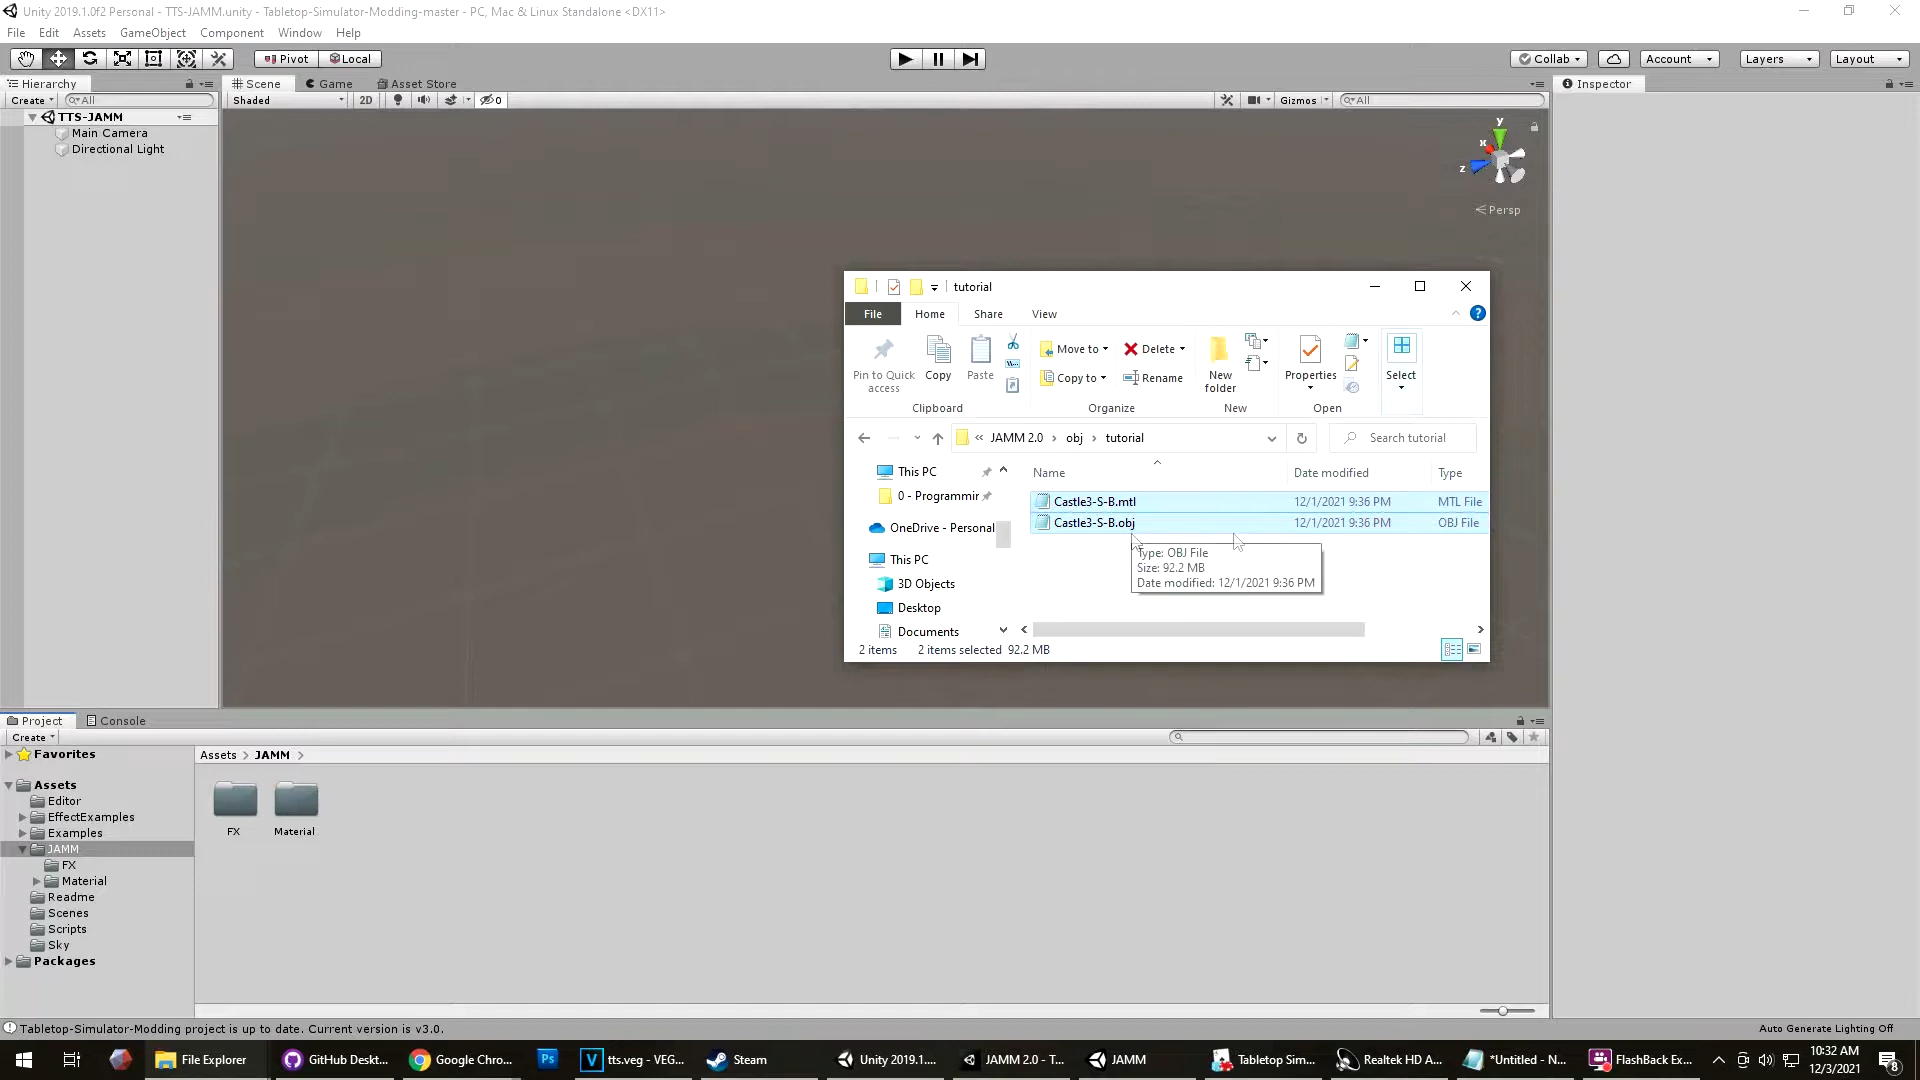 Unity 2019.1.0f2 Personal - TTS-JAMM.unity - Tabletop-Simulator-Modding-master - PC, Mac & Linux Standalone <DX11>
File Edit Assets GameObject Component Window Help
Pivot Local Collab Account Layers Layout
Hierarchy Scene Game Asset Store Inspector
Create All Shaded 2D 0 Gizmos All
TTS-JAMM
Main Camera
Directional Light
y
x
z
Persp
tutorial
File Home Share View
Pin to Quick access
Copy
Paste
Move to
Copy to
Delete
Rename
New folder
Properties
Select
Clipboard Organize New Open
« JAMM 2.0 › obj › tutorial
Search tutorial
This PC
0 - Programmir
OneDrive - Personal
This PC
3D Objects
Desktop
Documents
Name Date modified Type
Castle3-S-B.mtl 12/1/2021 9:36 PM MTL File
Castle3-S-B.obj 12/1/2021 9:36 PM OBJ File
Type: OBJ File
Size: 92.2 MB
Date modified: 12/1/2021 9:36 PM
2 items 2 items selected 92.2 MB
Project Console
Create
Favorites
Assets
Editor
EffectExamples
Examples
JAMM
FX
Material
Readme
Scenes
Scripts
Sky
Packages
Assets > JAMM >
FX
Material
Tabletop-Simulator-Modding project is up to date. Current version is v3.0.
Auto Generate Lighting Off
File Explorer
GitHub Deskt...
Google Chro...
Ps
V tts.veg - VEG...
Steam
Unity 2019.1....
JAMM 2.0 - T...
JAMM
Tabletop Sim...
Realtek HD A...
*Untitled - N...
FlashBack Ex...
10:32 AM
12/3/2021
8